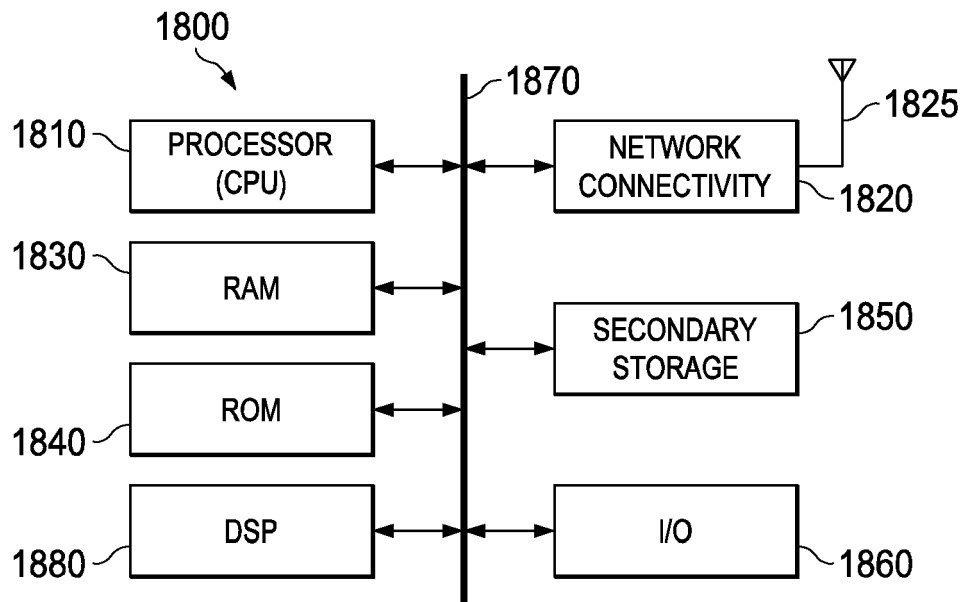 1800
1870
1825
1810
PROCESSOR
(CPU)
NETWORK
CONNECTIVITY
1820
1830
RAM
1850
SECONDARY
STORAGE
ROM
1840
DSP
I/O
1880
1860